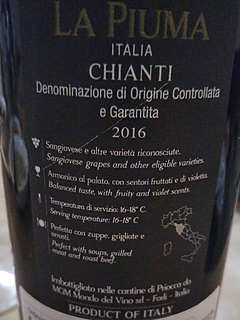 LA PIUMA
ITALIA
CHIANTI
Denominazione di Origine Controllata
e Garantita
2016
Sangiovese e altre varietà riconosciute.
Sangiovese grapes and other eligible varieties.
Armonico al palato, con sentori fruttati e di violetta.
Balanced taste, with fruity and violet scents.
Temperatura di servizio: 16-18° C.
Serving temperature: 16-18° C.
Perfetto con zuppe, grigliate e
arrosti.
Perfect with soups, grilled
meat and roast beef.
Imbottigliato nelle cantine di Priocca da
MGM Mondo del Vino srl - Forlì - Italia
PRODUCT OF ITALY